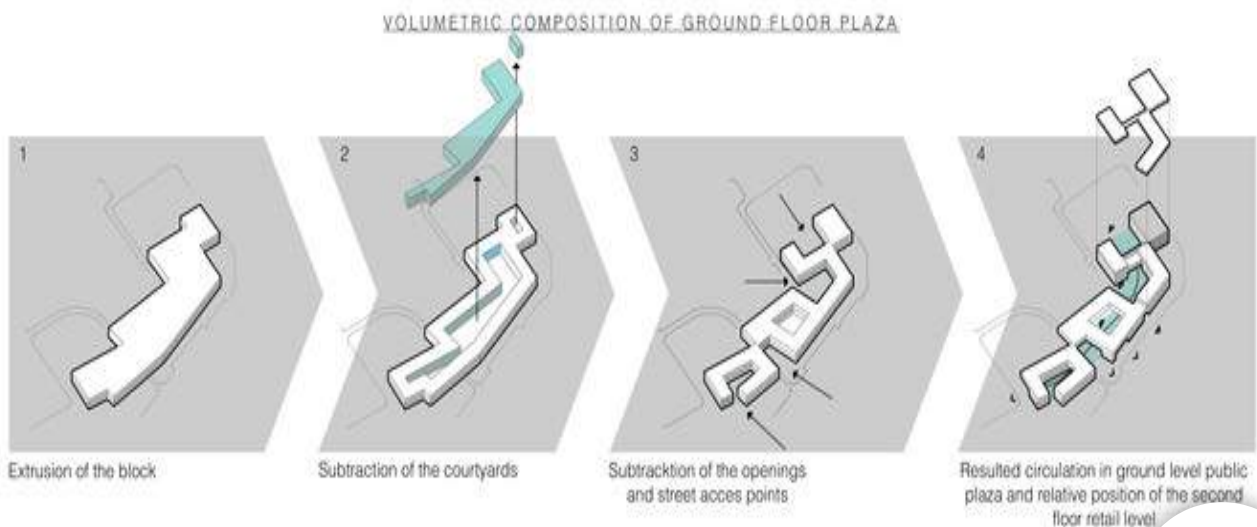 VOLUMETRIC COMPOSITION OF GROUND FLOOR PLAZA
1
2
3
4
Extrusion of the block
Subtraction of the courtyards
Subtracktion of the openings
and street acces points
Resulted circulation in ground level public
plaza and relative position of the second
floor retail level